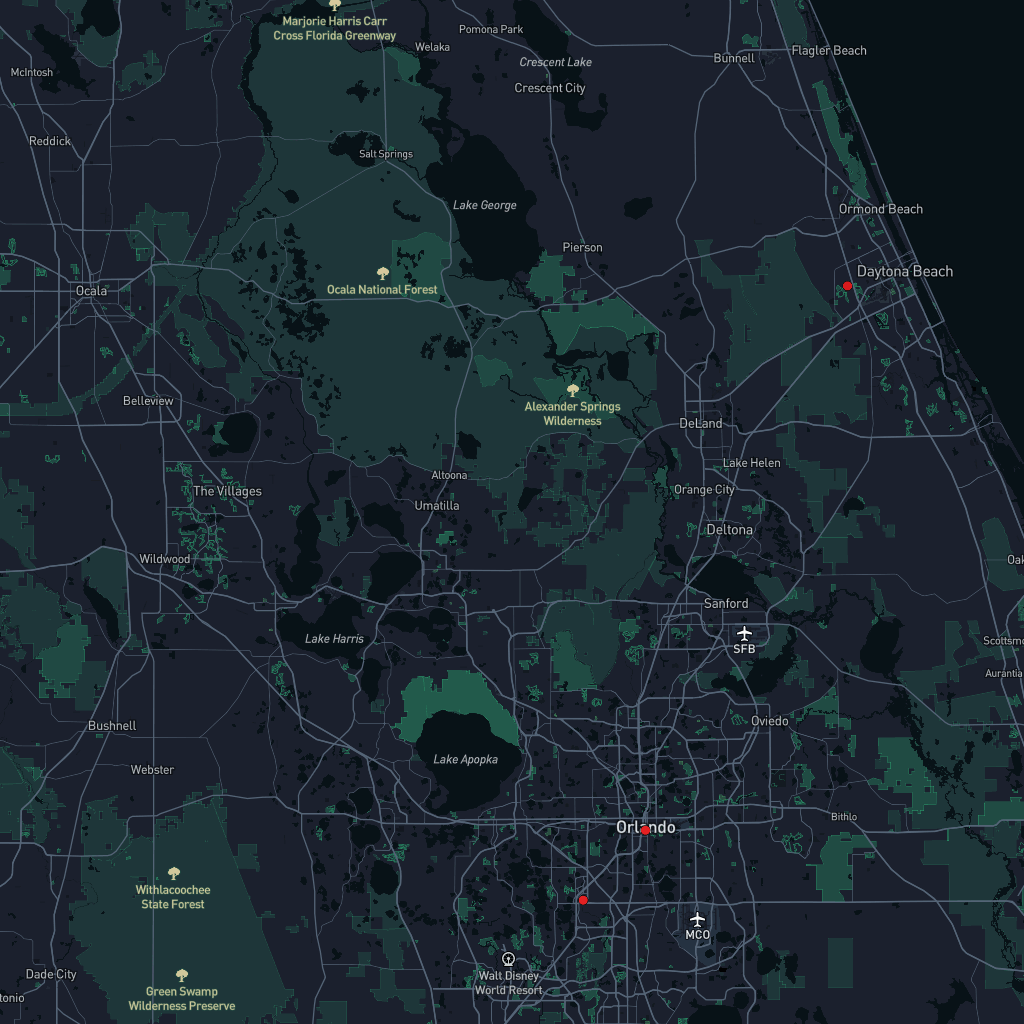 Marjorie Harris Carr
Cross Florida Greenway
Pomona Park
Welaka
Flagler Beach
Bunnell
Crescent Lake
McIntosh
Crescent City
Reddick
Salt Springs
Lake George
Ormond Beach
Pierson
Daytona Beach
Ocala National Forest
Ocala
Belleview
Alexander Springs
Wilderness
DeLand
Lake Helen
Altoona
The Villages
Orange City
Umatilla
Deltona
Wildwood
Oak
Sanford
Lake Harris
Scottsmo
SFB
Aurantia
Bushnell
Oviedo
Lake Apopka
Webster
Bithlo
Orlando
Withlacoochee
State Forest
MCO
Dade City
Walt Disney
World Resort
Green Swamp
Wilderness Preserve
tonio